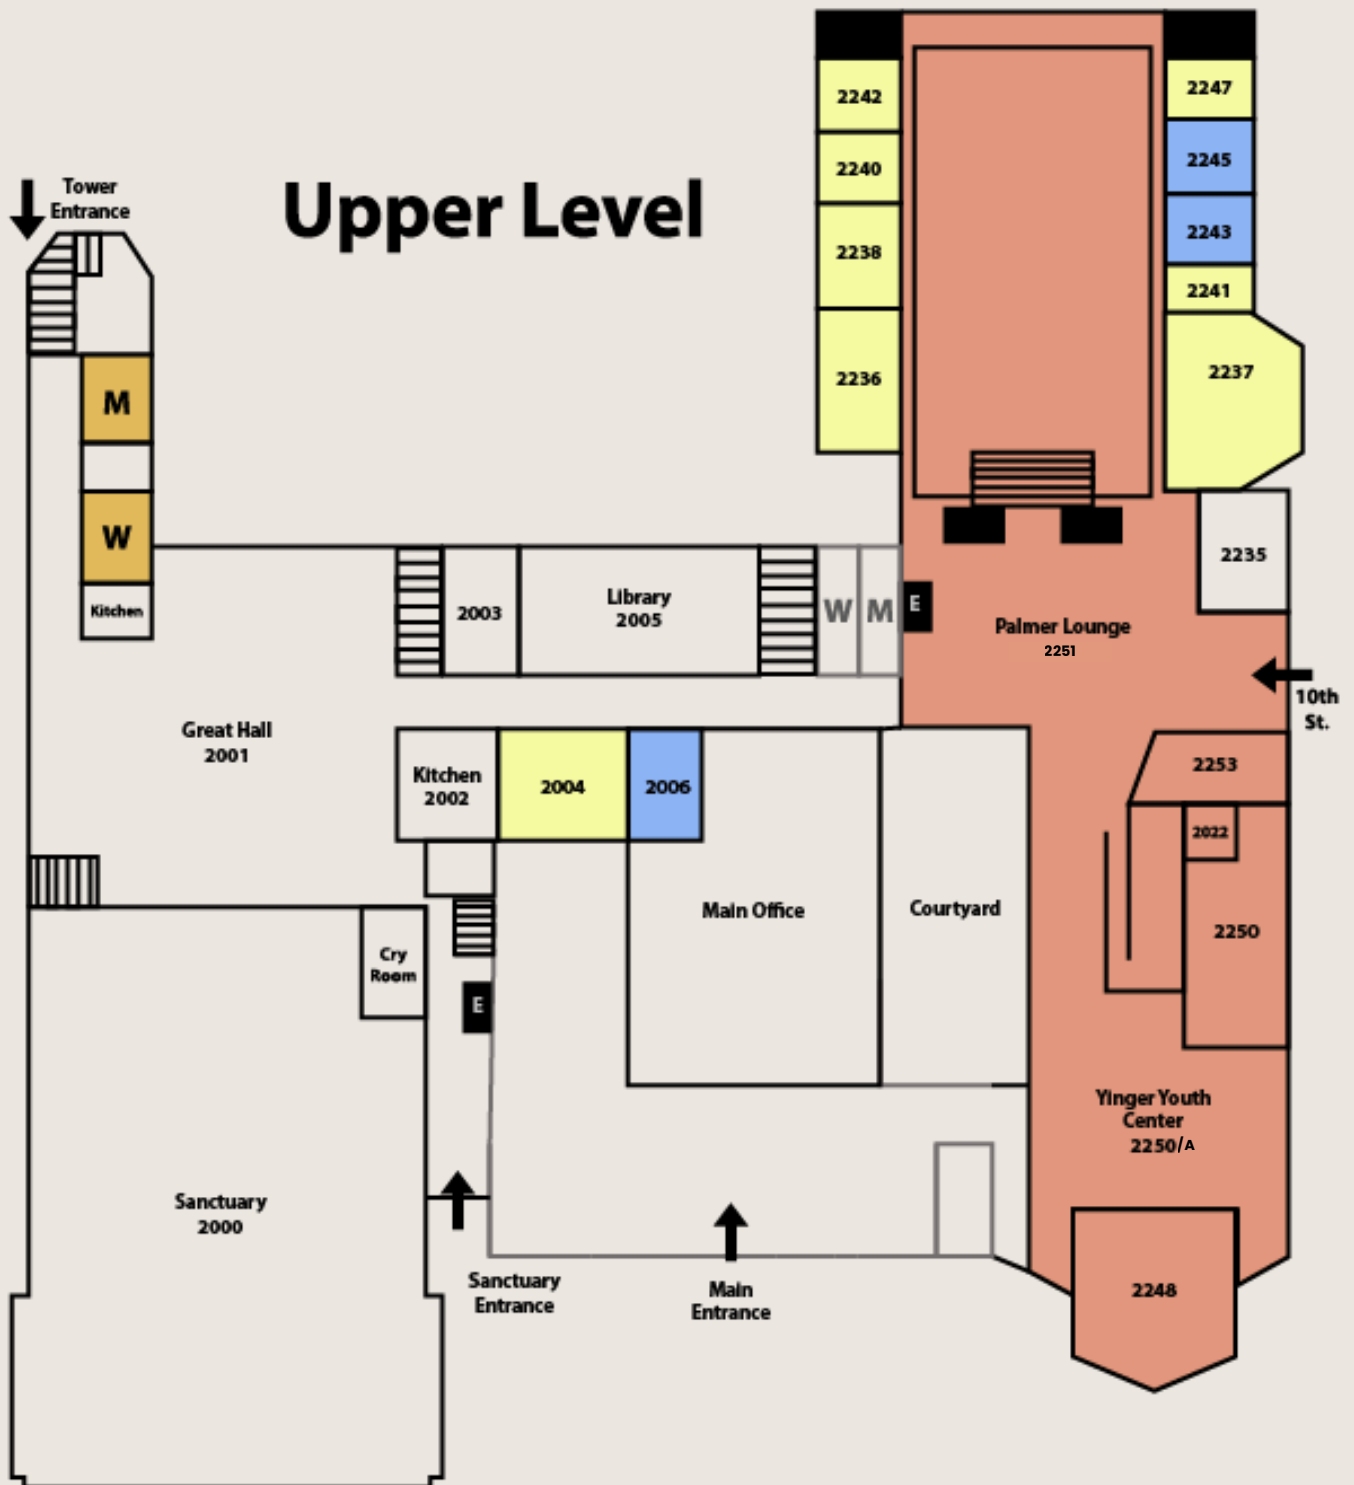 Upper Level
Tower
Entrance
M
W
Kitchen
2242
2240
2238
2236
2247
2245
2243
2241
2237
2235
2003
Library
2005
W
M
E
Palmer Lounge
2251
10th
St.
Great Hall
2001
Kitchen
2002
2004
2006
Main Office
Courtyard
2253
2022
2250
Cry
Room
E
Yinger Youth
Center
2250/A
Sanctuary
2000
Sanctuary
Entrance
Main
Entrance
2248